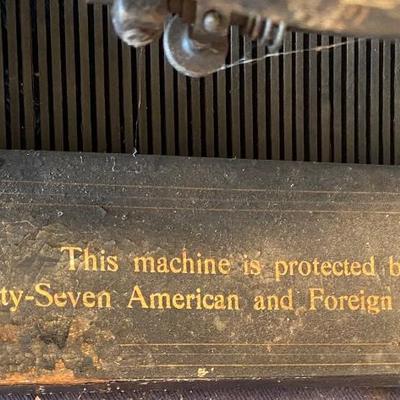 This machine is protected b
ty-Seven American and Foreign